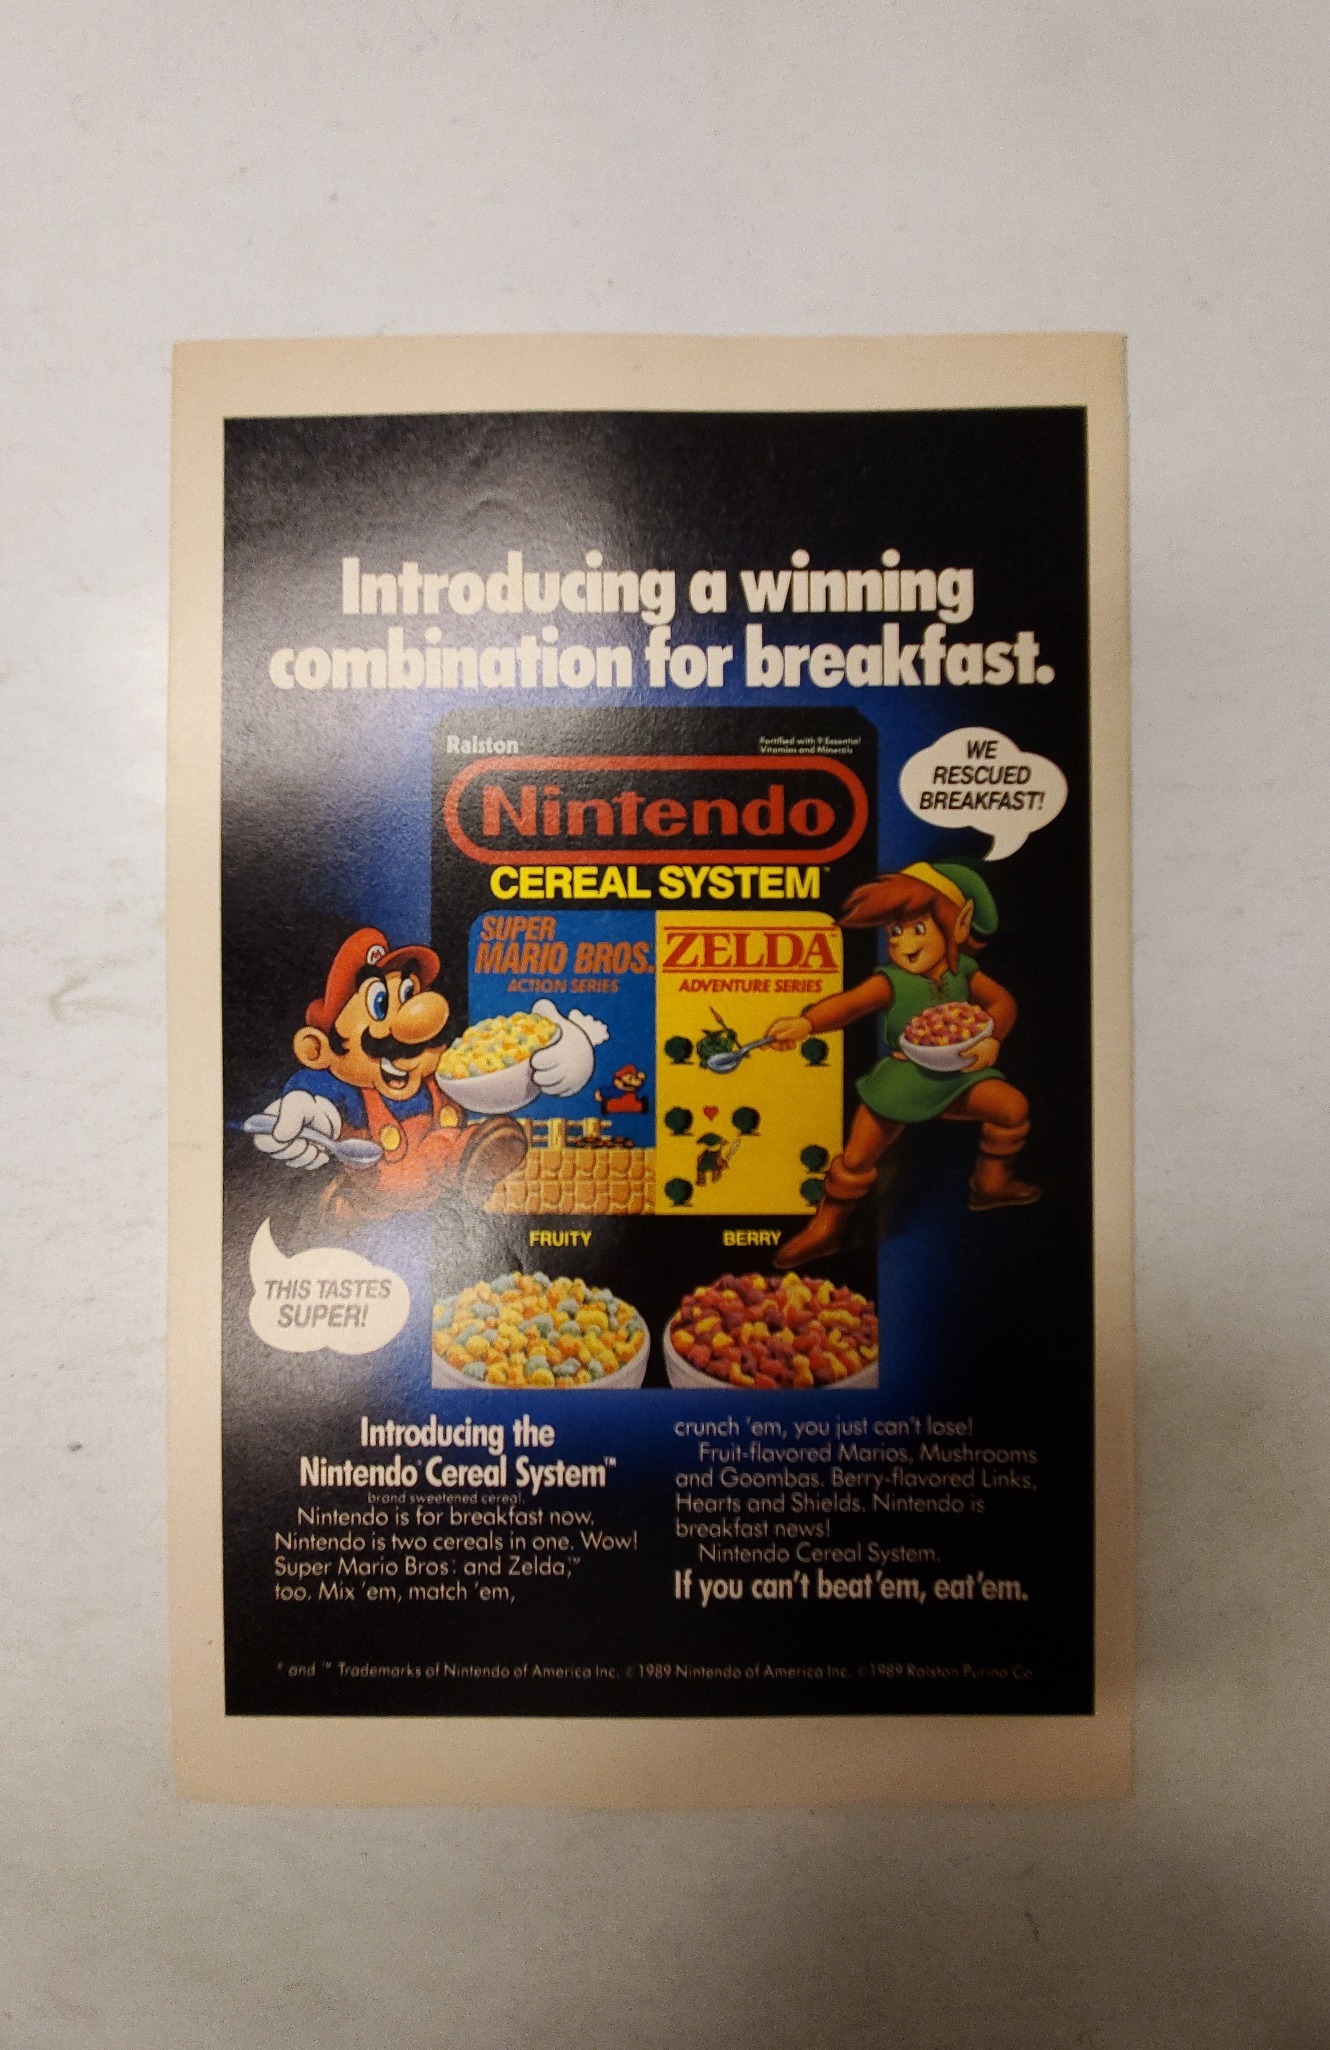 Introducing a winning
combination for breakfast.
Ralston
Fortified with 9 Essential
Vitamins and Minerals
Nintendo
CEREAL SYSTEM™
WE
RESCUED
BREAKFAST!
SUPER
MARIO BROS.
ACTION SERIES
ZELDA
ADVENTURE SERIES
M
FRUITY
BERRY
THIS TASTES
SUPER!
Introducing the
Nintendo® Cereal System™
brand sweetened cereal.
Nintendo is for breakfast now.
Nintendo is two cereals in one. Wow!
Super Mario Bros.® and Zelda,™
too. Mix 'em, match 'em,
crunch 'em, you just can't lose!
Fruit-flavored Marios, Mushrooms
and Goombas. Berry-flavored Links,
Hearts and Shields. Nintendo is
breakfast news!
Nintendo Cereal System.
If you can't beat 'em, eat 'em.
® and ™ Trademarks of Nintendo of America Inc. © 1989 Nintendo of America Inc. © 1989 Ralston Purina Co.